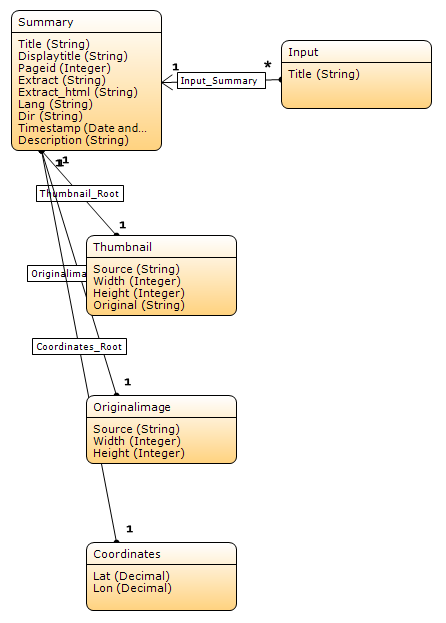 Summary
Title (String)
Displaytitle (String)
Pageid (Integer)
Extract (String)
Extract_html (String)
Lang (String)
Dir (String)
Timestamp (Date and...
Description (String)
1
Input_Summary
*
Input
Title (String)
1
1
Thumbnail_Root
1
Thumbnail
Source (String)
Width (Integer)
Height (Integer)
Original (String)
Originalima
Coordinates_Root
1
Originalimage
Source (String)
Width (Integer)
Height (Integer)
1
Coordinates
Lat (Decimal)
Lon (Decimal)